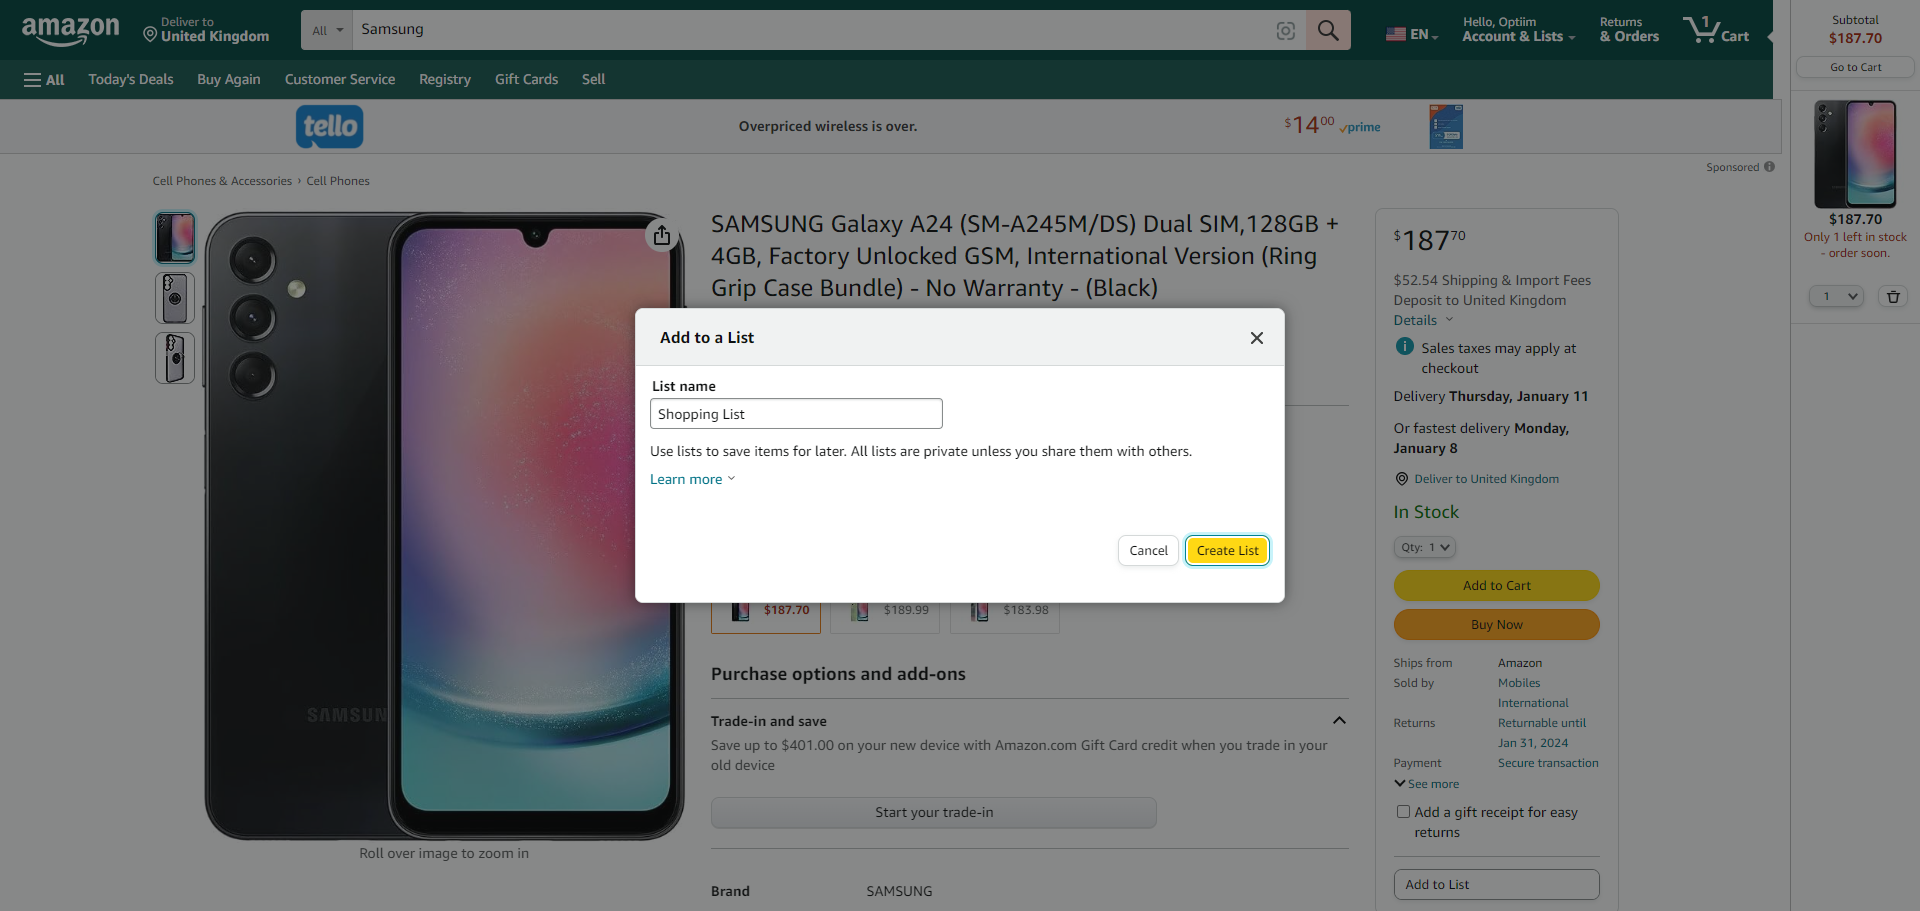 amazon
Deliver to
United Kingdom
All
Samsung
EN
Hello, Optiim
Account & Lists
Returns
& Orders
1
Cart
Subtotal
$187.70
Go to Cart
All
Today's Deals
Buy Again
Customer Service
Registry
Gift Cards
Sell
tello
Overpriced wireless is over.
$14.00
prime
Sponsored
Cell Phones & Accessories › Cell Phones
$187.70
Only 1 left in stock
- order soon.
1
SAMSUNG Galaxy A24 (SM-A245M/DS) Dual SIM,128GB +
4GB, Factory Unlocked GSM, International Version (Ring
Grip Case Bundle) - No Warranty - (Black)
Add to a List
List name
Shopping List
Use lists to save items for later. All lists are private unless you share them with others.
Learn more
Cancel
Create List
$187.70
$189.99
$183.98
SAMSUN
Roll over image to zoom in
Purchase options and add-ons
Trade-in and save
Save up to $401.00 on your new device with Amazon.com Gift Card credit when you trade in your
old device
Start your trade-in
Brand SAMSUNG
$187.70
$52.54 Shipping & Import Fees
Deposit to United Kingdom
Details
Sales taxes may apply at
checkout
Delivery Thursday, January 11
Or fastest delivery Monday,
January 8
Deliver to United Kingdom
In Stock
Qty: 1
Add to Cart
Buy Now
Ships from Amazon
Sold by Mobiles
International
Returns Returnable until
Jan 31, 2024
Payment Secure transaction
See more
Add a gift receipt for easy
returns
Add to List